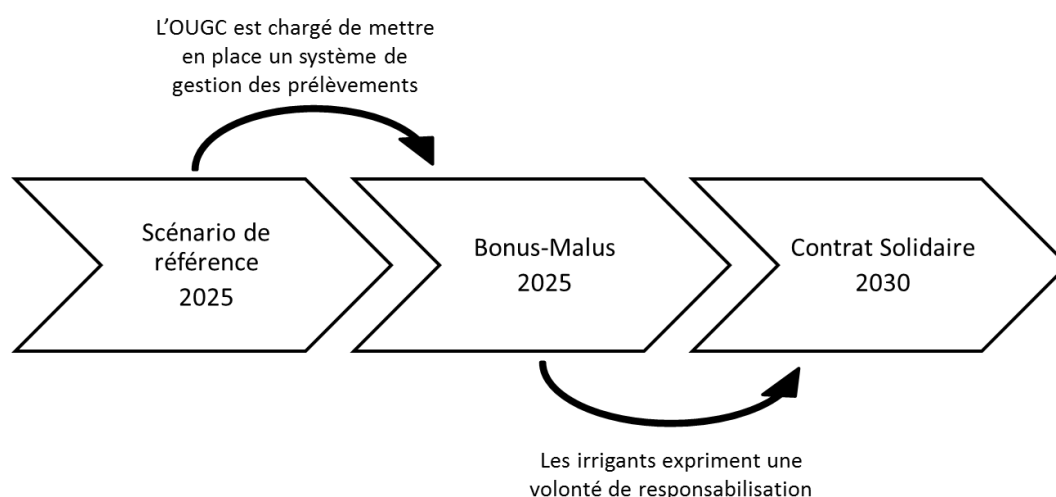 L'OUGC est chargé de mettre
en place un système de
gestion des prélèvements
Scénario de
référence
2025
Bonus-Malus
2025
Contrat Solidaire
2030
Les irrigants expriment une
volonté de responsabilisation